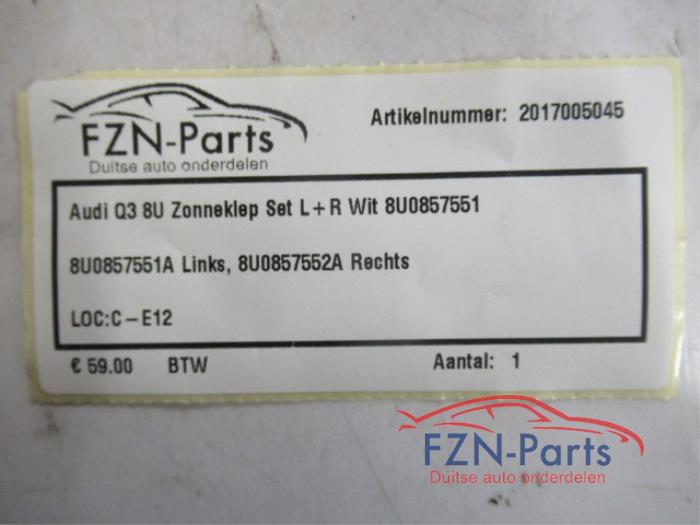 FZN-Parts
Duitse auto onderdelen
Artikelnummer: 2017005045
Audi Q3 8U Zonneklep Set L+R Wit 8U0857551
8U0857551A Links, 8U0857552A Rechts
LOC:C-E12
€ 59.00 BTW Aantal: 1
FZN-Parts
Duitse auto onderdelen